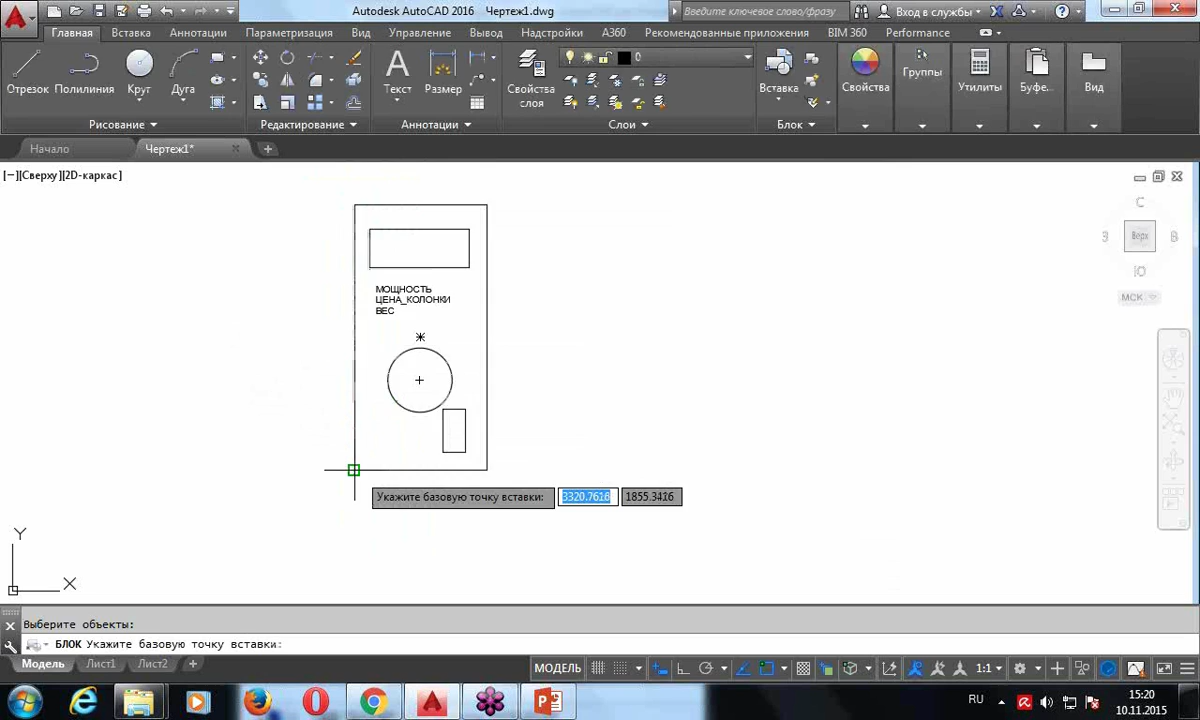 Autodesk AutoCAD 2016 Чертеж1.dwg
Введите ключевое слово/фразу
Вход в службы
Главная Вставка Аннотации Параметризация Вид Управление Вывод Надстройки A360 Рекомендованные приложения BIM 360 Performance
Отрезок Полилиния Круг Дуга
Текст Размер
Свойства слоя
0
Вставка
Свойства
Группы
Утилиты
Буфе...
Вид
Рисование Редактирование Аннотации Слои Блок
Начало Чертеж1*
[−][Сверху][2D-каркас]
С
З Верх В
Ю
МСК
МОЩНОСТЬ
ЦЕНА_КОЛОНКИ
ВЕС
Укажите базовую точку вставки: 3320.7616 1855.3416
Y
X
Выберите объекты:
БЛОК Укажите базовую точку вставки:
Модель Лист1 Лист2 +
МОДЕЛЬ 1:1
RU
15:20
10.11.2015